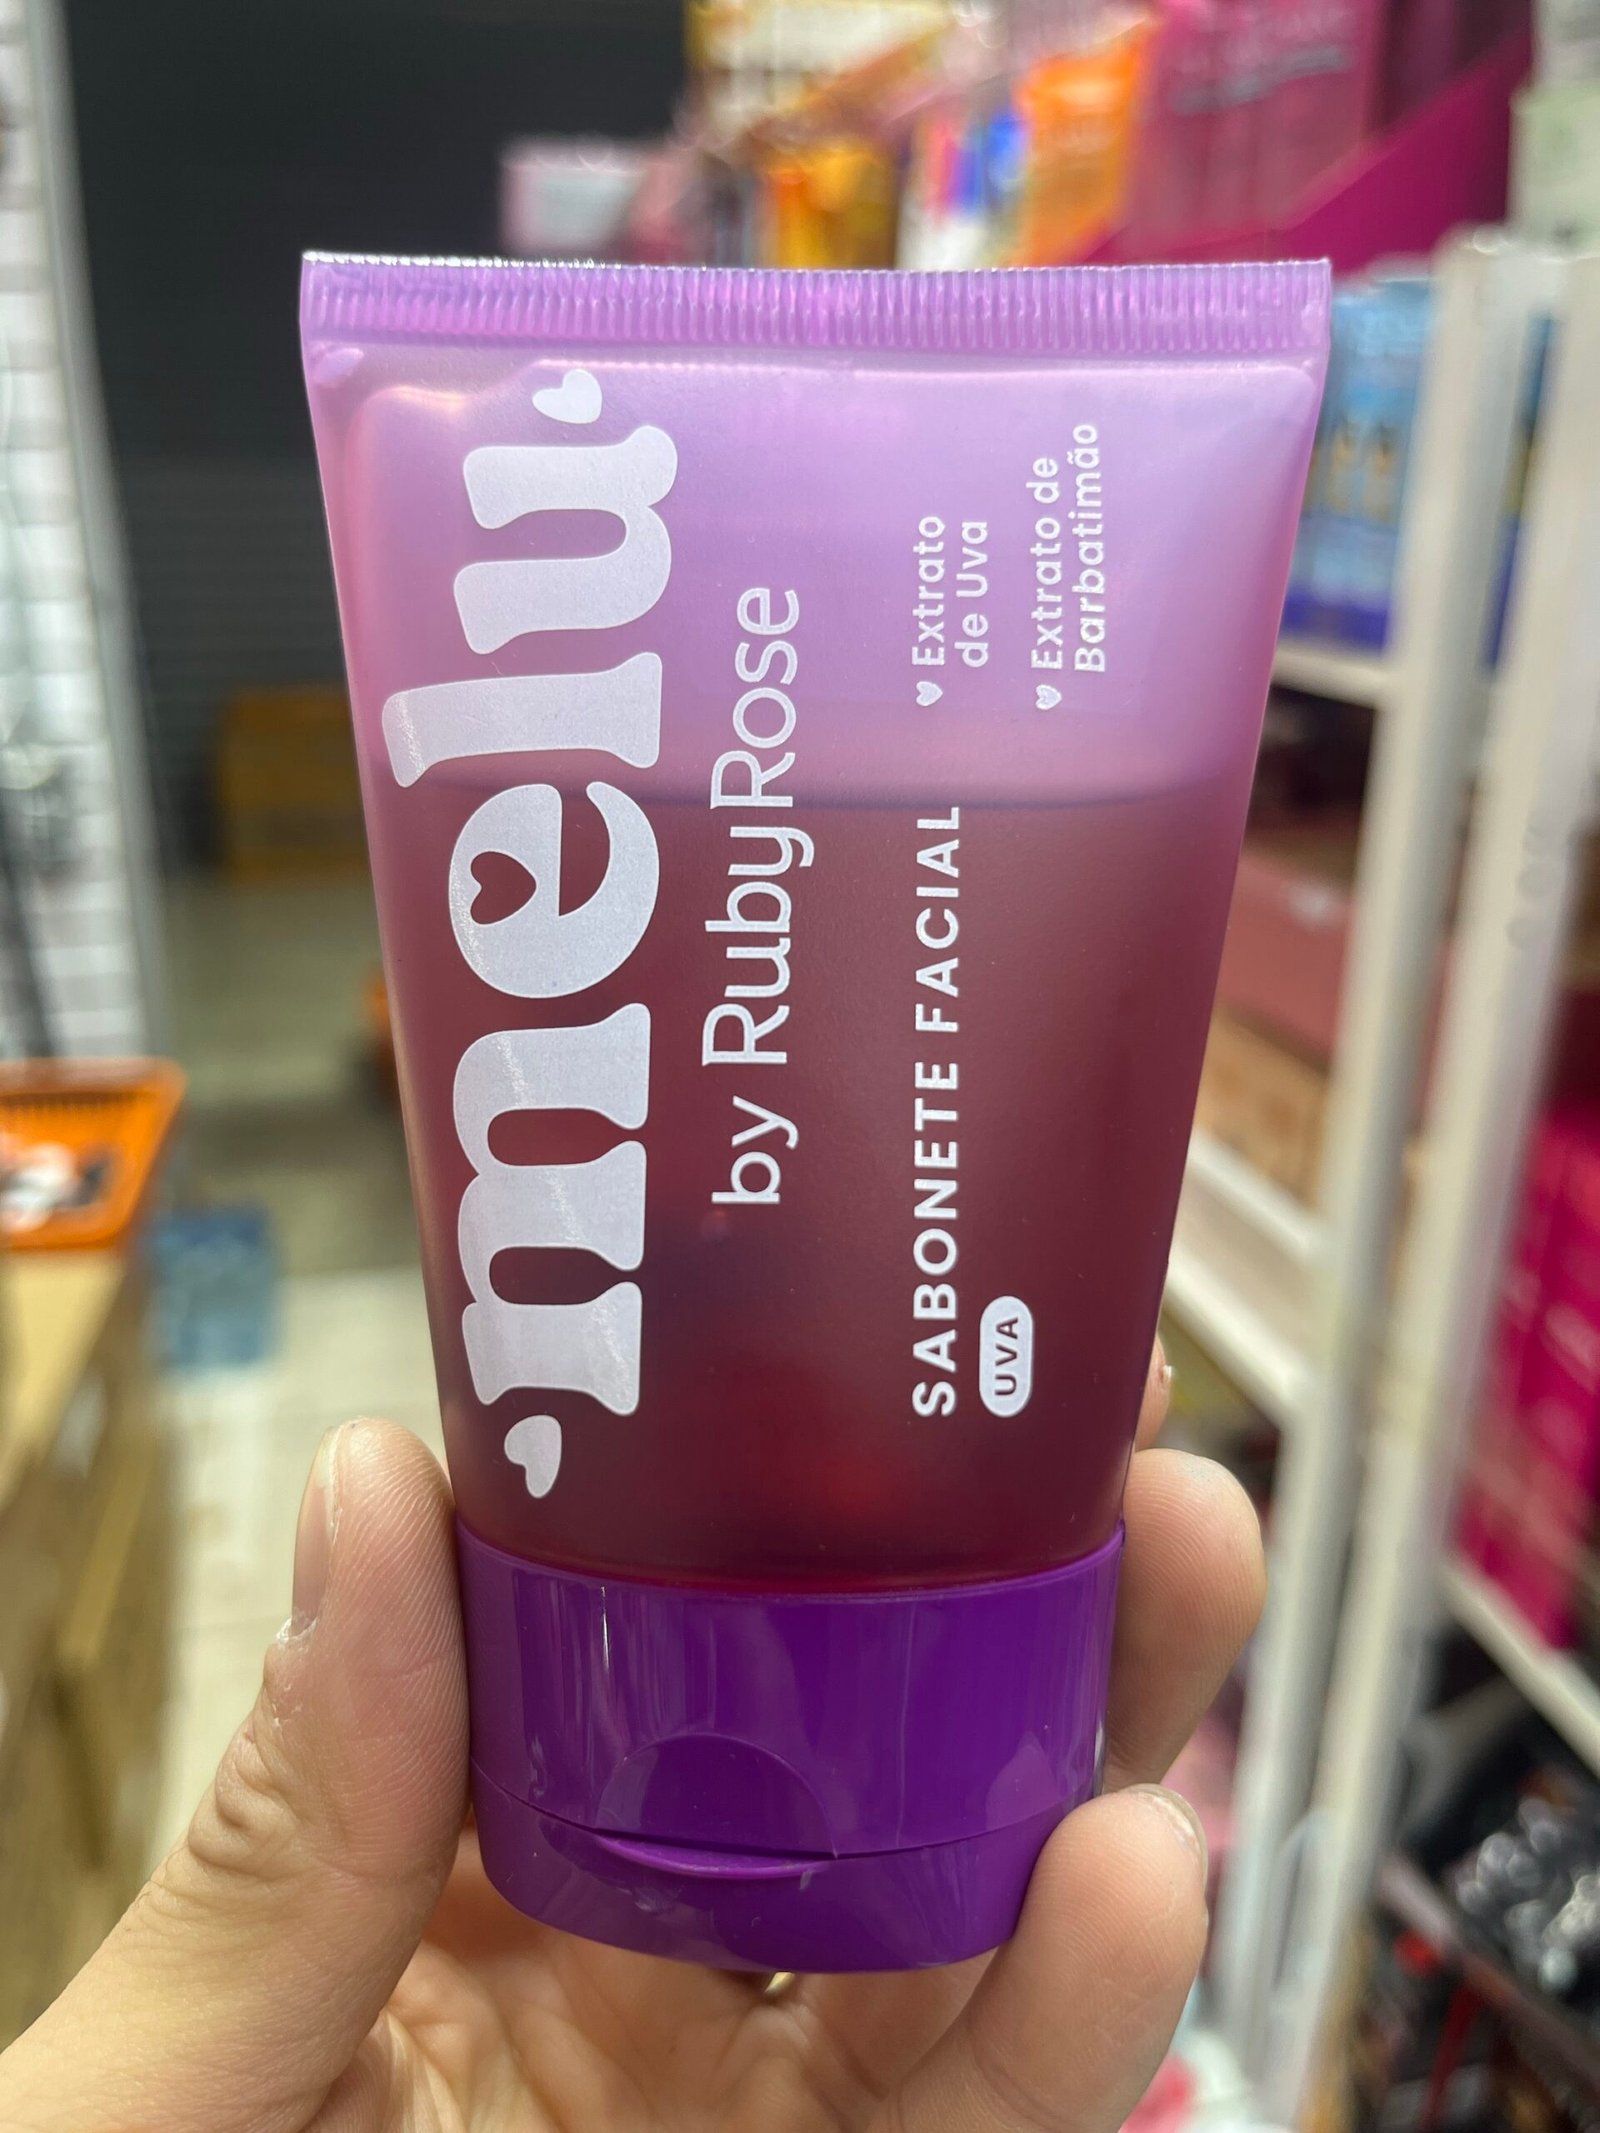 melu
by RubyRose
SABONETE FACIAL
UVA
Extrato
de Uva
Extrato de
Barbatimão